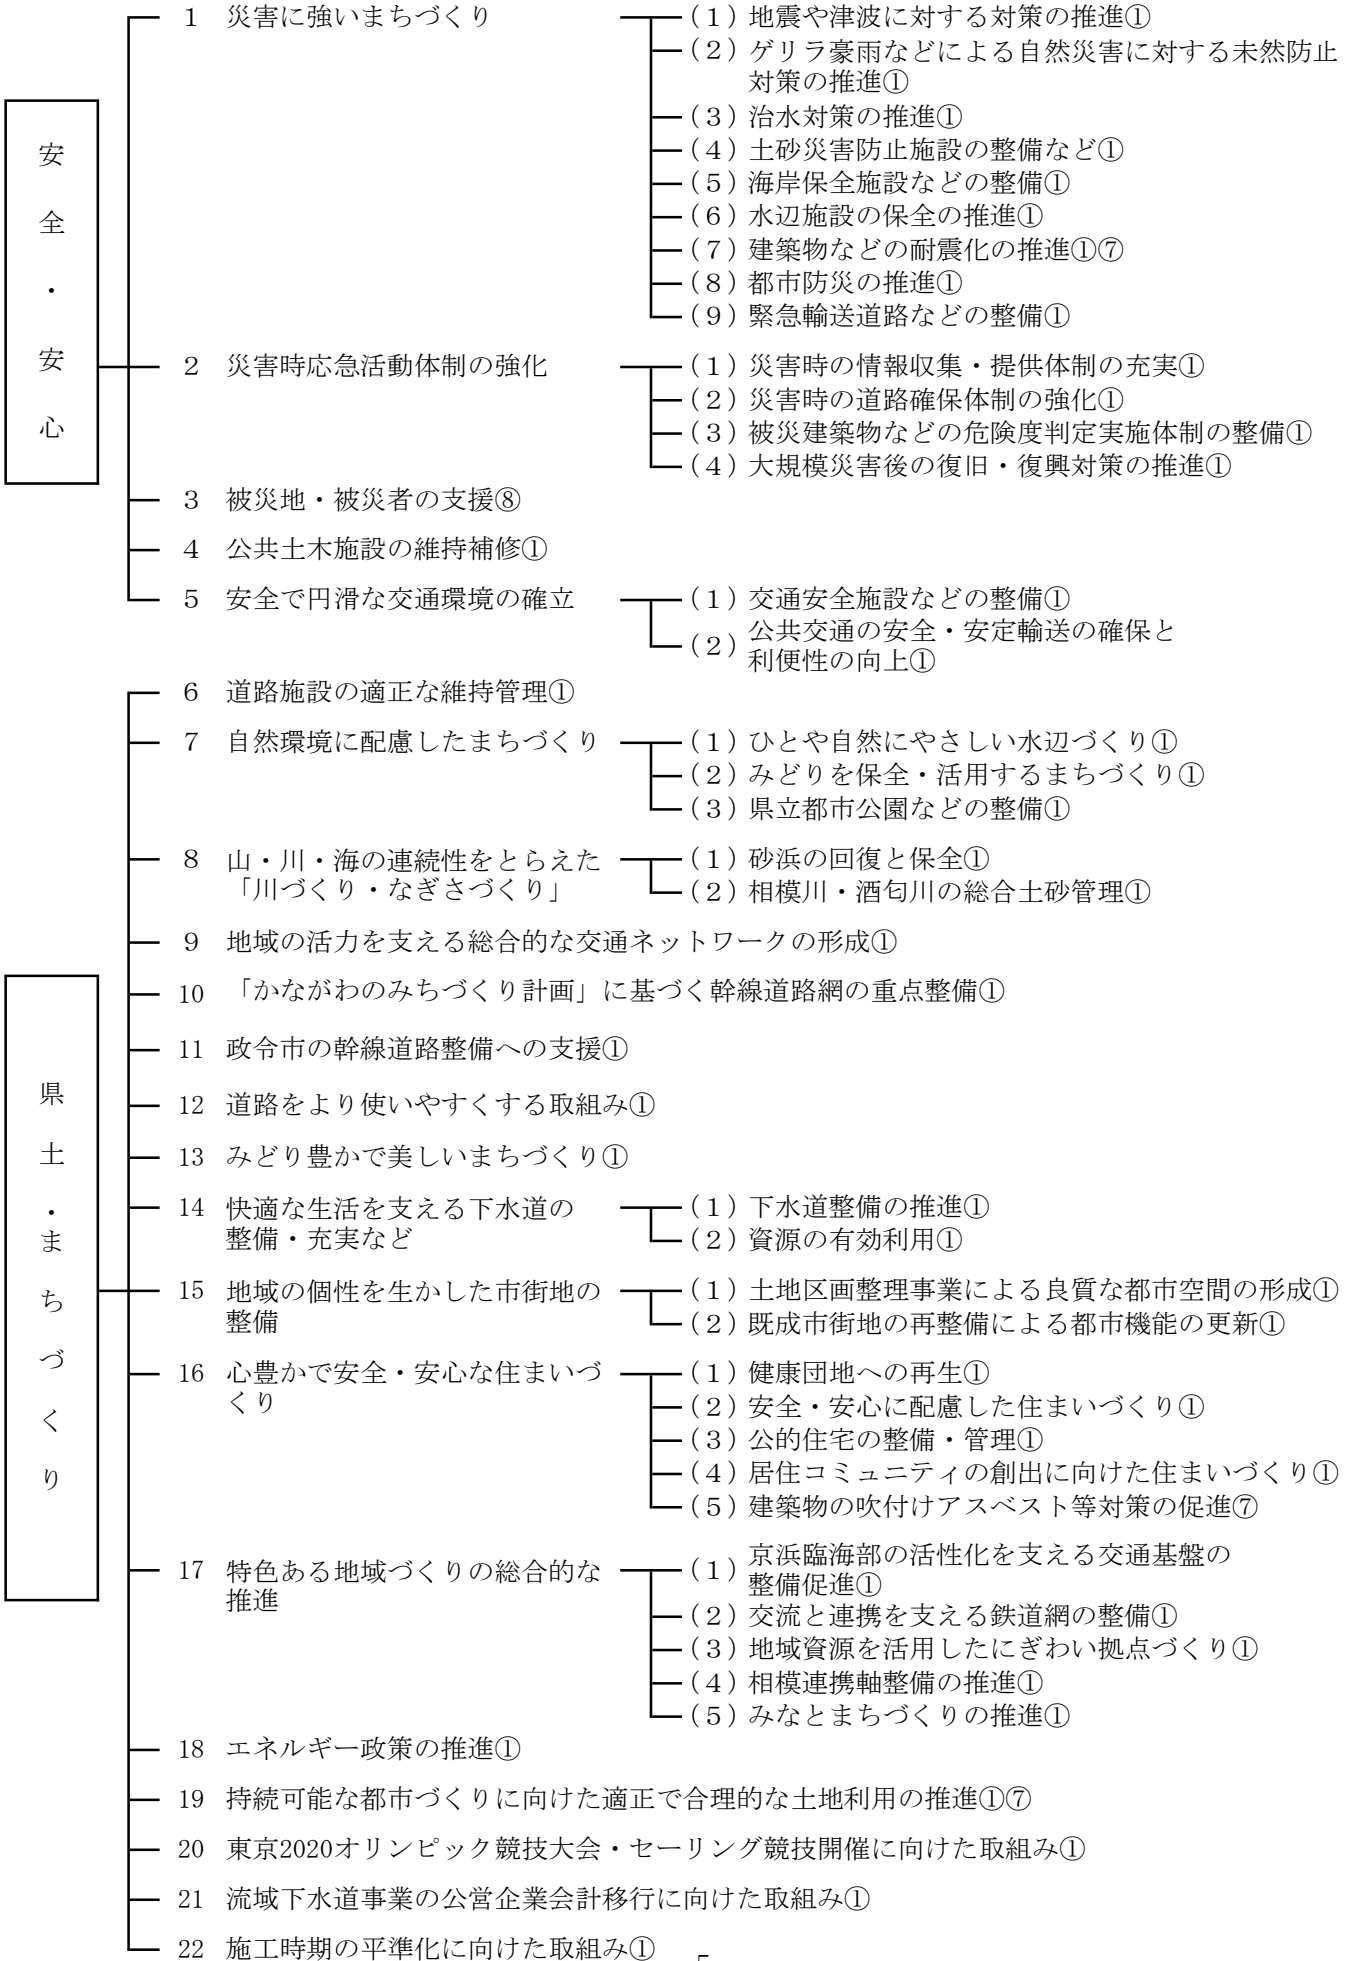 安全・安心
1 災害に強いまちづくり
(1) 地震や津波に対する対策の推進①
(2) ゲリラ豪雨などによる自然災害に対する未然防止
対策の推進①
(3) 治水対策の推進①
(4) 土砂災害防止施設の整備など①
(5) 海岸保全施設などの整備①
(6) 水辺施設の保全の推進①
(7) 建築物などの耐震化の推進①⑦
(8) 都市防災の推進①
(9) 緊急輸送道路などの整備①
2 災害時応急活動体制の強化
(1) 災害時の情報収集・提供体制の充実①
(2) 災害時の道路確保体制の強化①
(3) 被災建築物などの危険度判定実施体制の整備①
(4) 大規模災害後の復旧・復興対策の推進①
3 被災地・被災者の支援⑧
4 公共土木施設の維持補修①
5 安全で円滑な交通環境の確立
(1) 交通安全施設などの整備①
(2) 公共交通の安全・安定輸送の確保と
利便性の向上①
県土・まちづくり
6 道路施設の適正な維持管理①
7 自然環境に配慮したまちづくり
(1) ひとや自然にやさしい水辺づくり①
(2) みどりを保全・活用するまちづくり①
(3) 県立都市公園などの整備①
8 山・川・海の連続性をとらえた
「川づくり・なぎさづくり」
(1) 砂浜の回復と保全①
(2) 相模川・酒匂川の総合土砂管理①
9 地域の活力を支える総合的な交通ネットワークの形成①
10 「かながわのみちづくり計画」に基づく幹線道路網の重点整備①
11 政令市の幹線道路整備への支援①
12 道路をより使いやすくする取組み①
13 みどり豊かで美しいまちづくり①
14 快適な生活を支える下水道の
整備・充実など
(1) 下水道整備の推進①
(2) 資源の有効利用①
15 地域の個性を生かした市街地の
整備
(1) 土地区画整理事業による良質な都市空間の形成①
(2) 既成市街地の再整備による都市機能の更新①
16 心豊かで安全・安心な住まいづ
くり
(1) 健康団地への再生①
(2) 安全・安心に配慮した住まいづくり①
(3) 公的住宅の整備・管理①
(4) 居住コミュニティの創出に向けた住まいづくり①
(5) 建築物の吹付けアスベスト等対策の促進⑦
17 特色ある地域づくりの総合的な
推進
(1) 京浜臨海部の活性化を支える交通基盤の
整備促進①
(2) 交流と連携を支える鉄道網の整備①
(3) 地域資源を活用したにぎわい拠点づくり①
(4) 相模連携軸整備の推進①
(5) みなとまちづくりの推進①
18 エネルギー政策の推進①
19 持続可能な都市づくりに向けた適正で合理的な土地利用の推進①⑦
20 東京2020オリンピック競技大会・セーリング競技開催に向けた取組み①
21 流域下水道事業の公営企業会計移行に向けた取組み①
22 施工時期の平準化に向けた取組み①